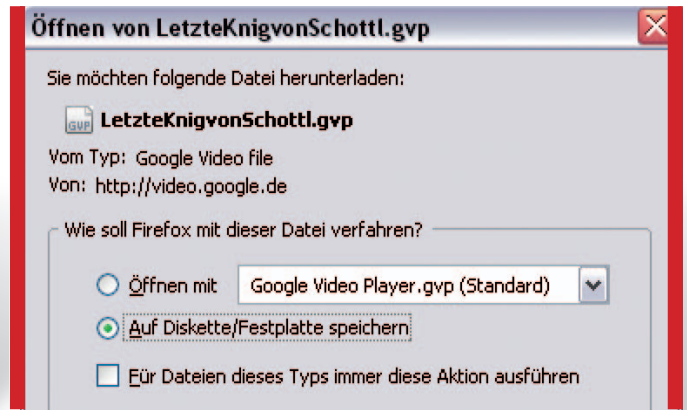 Öffnen von LetzteKnigvonSchottl.gvp
Sie möchten folgende Datei herunterladen:
GVP LetzteKnigvonSchottl.gvp
Vom Typ: Google Video file
Von: http://video.google.de
Wie soll Firefox mit dieser Datei verfahren?
Öffnen mit Google Video Player.gvp (Standard)
Auf Diskette/Festplatte speichern
Für Dateien dieses Typs immer diese Aktion ausführen